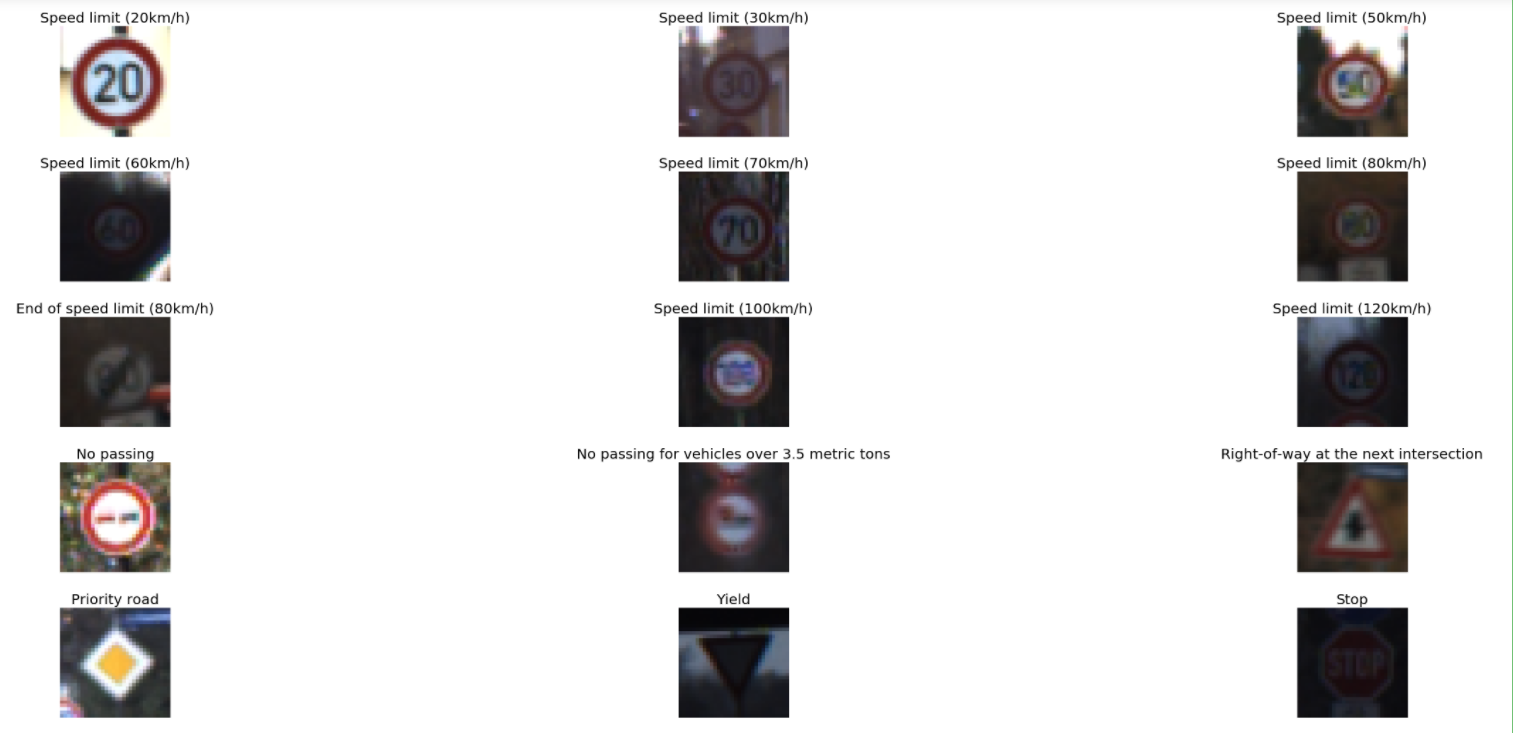 Speed limit (20km/h)
Speed limit (30km/h)
Speed limit (50km/h)
20
30
50
Speed limit (60km/h)
Speed limit (70km/h)
Speed limit (80km/h)
60
70
80
End of speed limit (80km/h)
Speed limit (100km/h)
Speed limit (120km/h)
80
100
120
No passing
No passing for vehicles over 3.5 metric tons
Right-of-way at the next intersection
Priority road
Yield
Stop
STOP